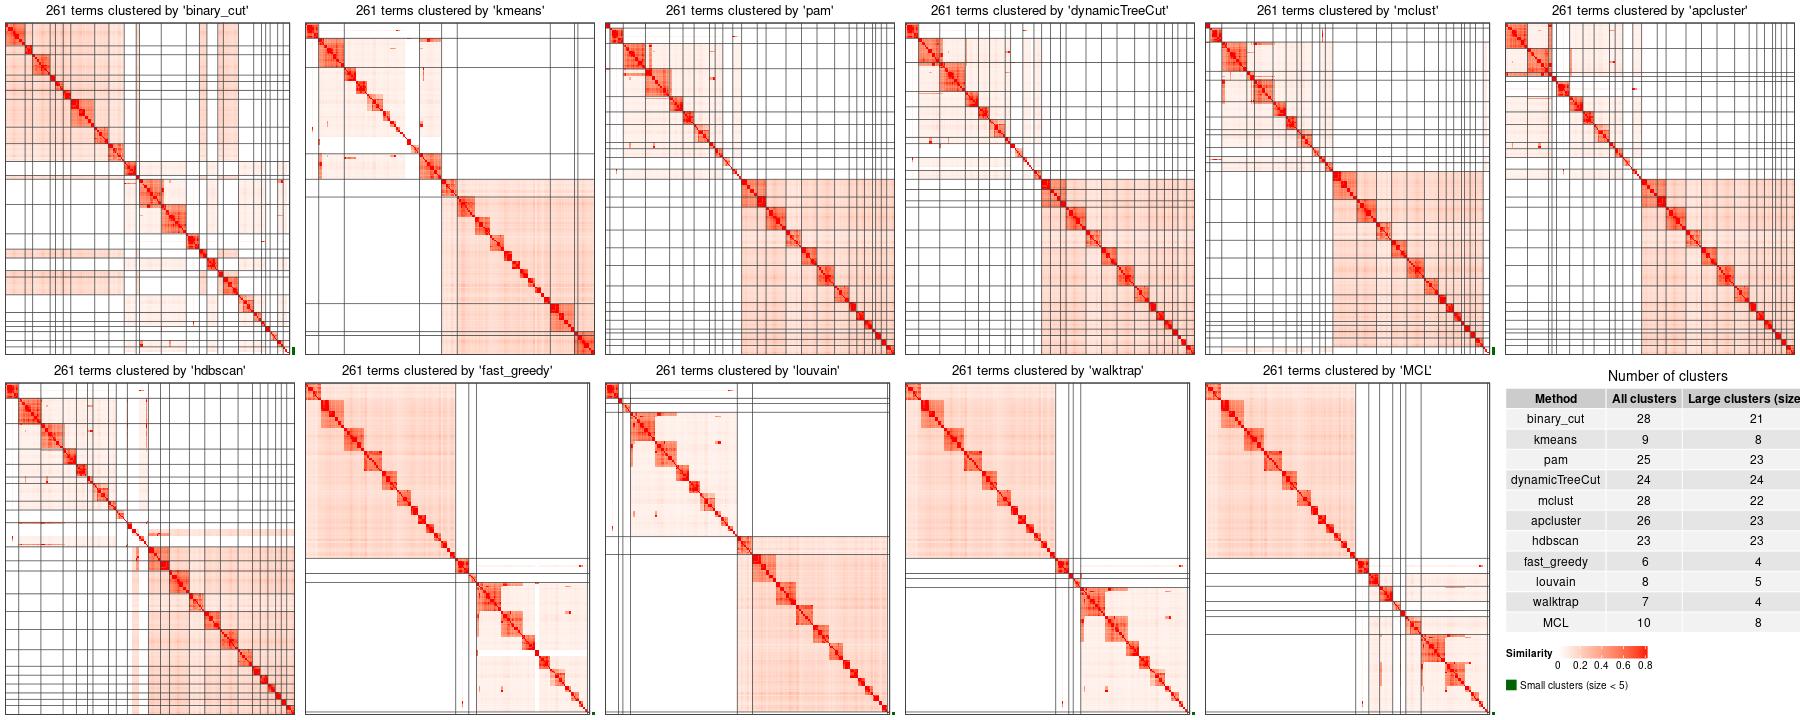 261 terms clustered by 'binary_cut'
261 terms clustered by 'kmeans'
261 terms clustered by 'pam'
261 terms clustered by 'dynamicTreeCut'
261 terms clustered by 'mclust'
261 terms clustered by 'apcluster'
261 terms clustered by 'hdbscan'
261 terms clustered by 'fast_greedy'
261 terms clustered by 'louvain'
261 terms clustered by 'walktrap'
261 terms clustered by 'MCL'
Number of clusters
Method All clusters Large clusters (size
binary_cut 28 21
kmeans 9 8
pam 25 23
dynamicTreeCut 24 24
mclust 28 22
apcluster 26 23
hdbscan 23 23
fast_greedy 6 4
louvain 8 5
walktrap 7 4
MCL 10 8
Similarity
0 0.2 0.4 0.6 0.8
Small clusters (size < 5)